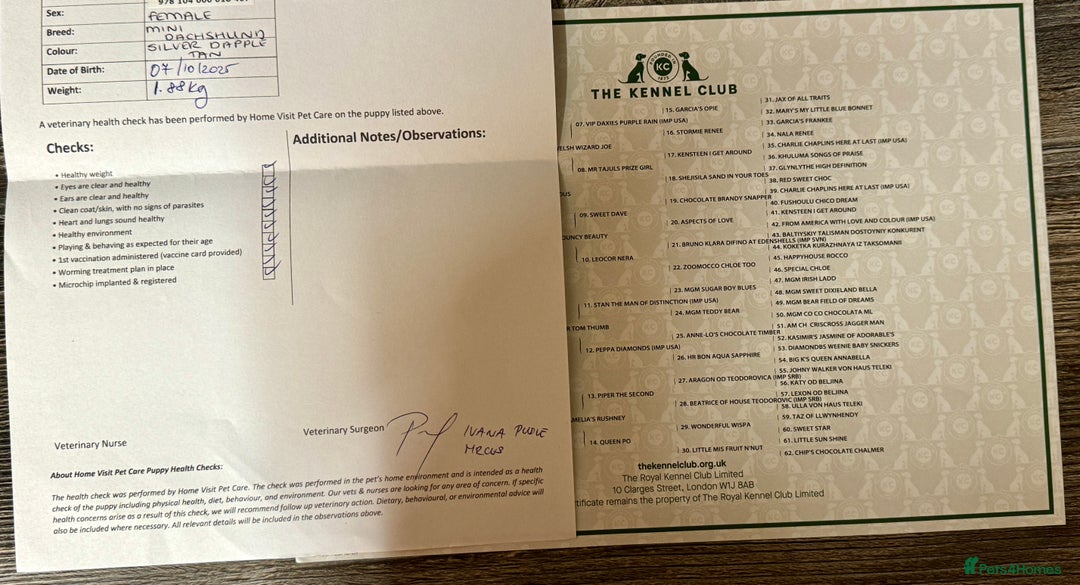 Sex: FEMALE
Breed: MINI DACHSHUND
Colour: SILVER DAPPLE TAN
Date of Birth: 07/10/2025
Weight: 1.88kg
A veterinary health check has been performed by Home Visit Pet Care on the puppy listed above.
Checks:
• Healthy weight
• Eyes are clear and healthy
• Ears are clear and healthy
• Clean coat/skin, with no signs of parasites
• Heart and lungs sound healthy
• Healthy environment
• Playing & behaving as expected for their age
• 1st vaccination administered (vaccine card provided)
• Worming treatment plan in place
• Microchip implanted & registered
Additional Notes/Observations:
Veterinary Nurse
Veterinary Surgeon
IVANA
MRCVS
About Home Visit Pet Care Puppy Health Checks:
The health check was performed by Home Visit Pet Care. The check was performed in the pet's home environment and is intended as a health
check of the puppy including physical health, diet, behaviour, and environment. Our vets & nurses are looking for any area of concern. If specific
health concerns arise as a result of this check, we will recommend follow up veterinary action. Dietary, behavioural, or environmental advice will
also be included where necessary. All relevant details will be included in the observations above.
FOUNDED IN
KC
1873
THE KENNEL CLUB
ELSH WIZARD JOE
OUNCY BEAUTY
R TOM THUMB
MELIA'S RUSHNEY
07. VIP DAXIES PURPLE RAIN (IMP USA)
08. MR TAJULS PRIZE GIRL
09. SWEET DAVE
10. LEOCOR NERA
11. STAN THE MAN OF DISTINCTION (IMP USA)
12. PEPPA DIAMONDS (IMP USA)
13. PIPER THE SECOND
14. QUEEN PO
15. GARCIA'S OPIE
16. STORMIE RENEE
17. KENSTEEN I GET AROUND
18. SHEJISILA SAND IN YOUR TOES
19. CHOCOLATE BRANDY SNAPPER
20. ASPECTS OF LOVE
21. BRUNO KLARA DIFINO AT EDENSHELLS (IMP SVN)
22. ZOOMOCCO CHLOE TOO
23. MGM SUGAR BOY BLUES
24. MGM TEDDY BEAR
25. ANNE-LO'S CHOCOLATE TIMBER
26. HR BON AQUA SAPPHIRE
27. ARAGON OD TEODOROVICA (IMP SRB)
28. BEATRICE OF HOUSE TEODOROVIC (IMP SRB)
29. WONDERFUL WISPA
30. LITTLE MIS FRUIT N'NUT
31. JAX OF ALL TRAITS
32. MARY'S MY LITTLE BLUE BONNET
33. GARCIA'S FRANKEE
34. NALA RENEE
35. CHARLIE CHAPLINS HERE AT LAST (IMP USA)
36. KHULUMA SONGS OF PRAISE
37. GLYNLYTHE HIGH DEFINITION
38. RED SWEET CHOC
39. CHARLIE CHAPLINS HERE AT LAST (IMP USA)
40. FUSHOULU CHICO DREAM
41. KENSTEEN I GET AROUND
42. FROM AMERICA WITH LOVE AND COLOUR (IMP USA)
43. BALTIYSKIY TALISMAN DOSTOYNIY KONKURENT
44. KOKETKA KURAZHNAYA IZ TAKSOMANII
45. HAPPYHOUSE ROCCO
46. SPECIAL CHLOE
47. MGM IRISH LADD
48. MGM SWEET DIXIELAND BELLA
49. MGM BEAR FIELD OF DREAMS
50. MGM CO CO CHOCOLATA ML
51. AM CH CRISCROSS JAGGER MAN
52. KASIMIR'S JASMINE OF ADORABLE'S
53. DIAMONDBS WEENIE BABY SNICKERS
54. BIG K'S QUEEN ANNABELLA
55. JOHNY WALKER VON HAUS TELEKI
56. KATY OD BELJINA
57. LEXON OD BELJINA
58. ULLA VON HAUS TELEKI
59. TAZ OF LLWYNHENDY
60. SWEET STAR
61. LITTLE SUN SHINE
62. CHIP'S CHOCOLATE CHALMER
thekennelclub.org.uk
The Royal Kennel Club Limited
10 Clarges Street, London W1J 8AB
tificate remains the property of The Royal Kennel Club Limited
Pets4Homes